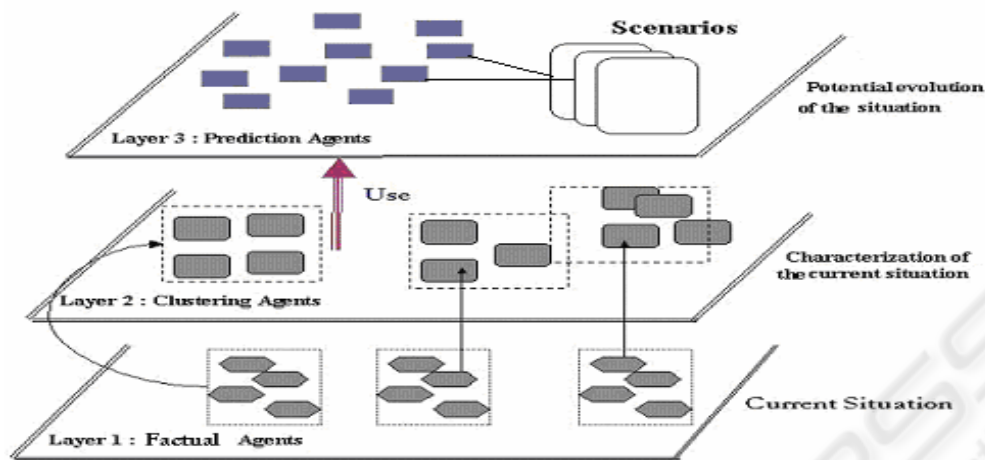 Scenarios
Potential evolution
of the situation
Layer 3 : Prediction Agents
Use
Characterization of
the current situation
Layer 2 : Clustering Agents
Current Situation
Layer 1 : Factual Agents